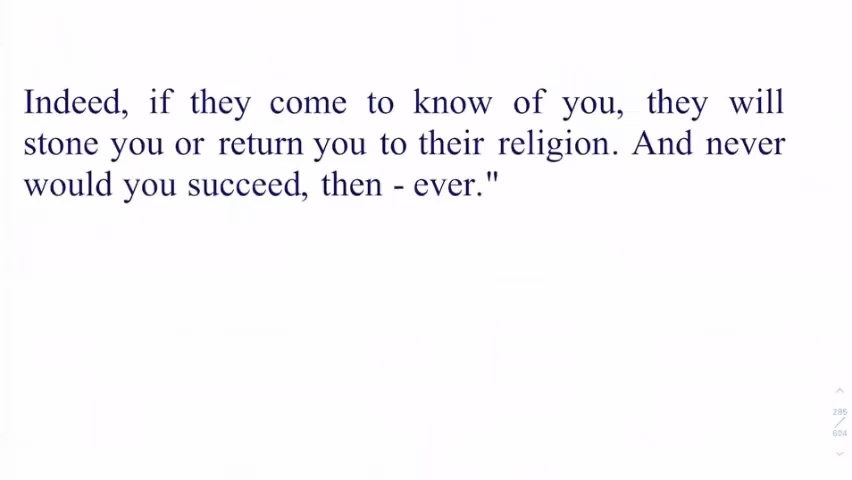 Indeed, if they come to know of you, they will
stone you or return you to their religion. And never
would you succeed, then - ever."
604